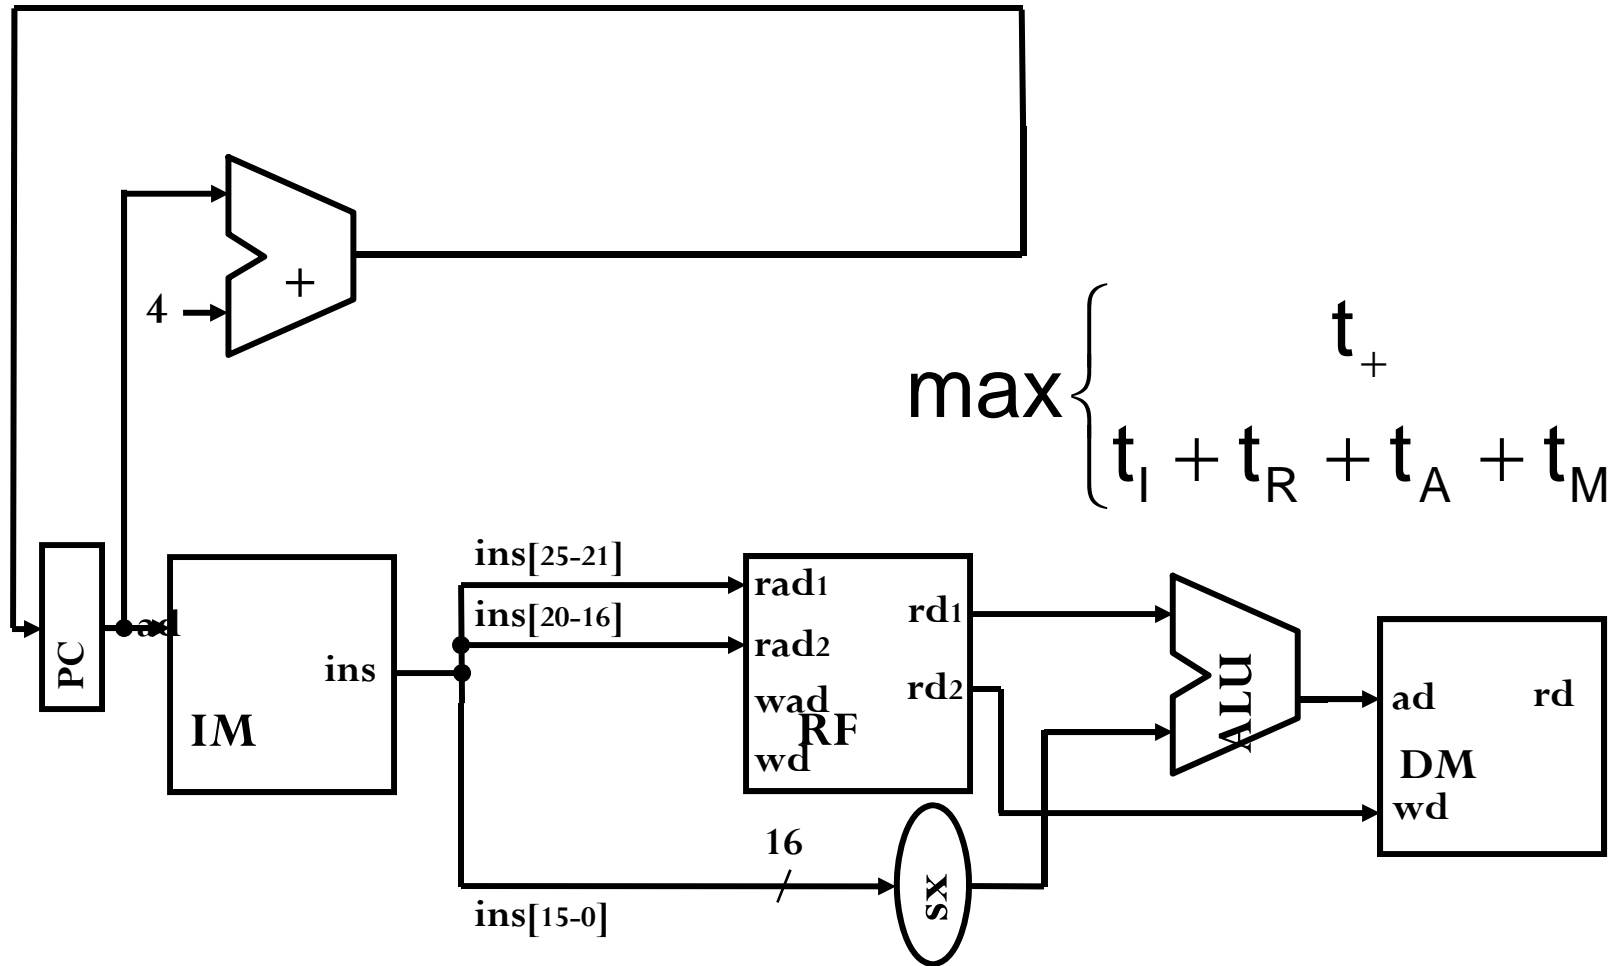 +
4
max { t+
tI + tR + tA + tM
PC
ad
ins
IM
ins[25-21]
ins[20-16]
ins[15-0]
16
rad1
rad2
wad
wd
RF
rd1
rd2
sx
ALU
ad
rd
DM
wd